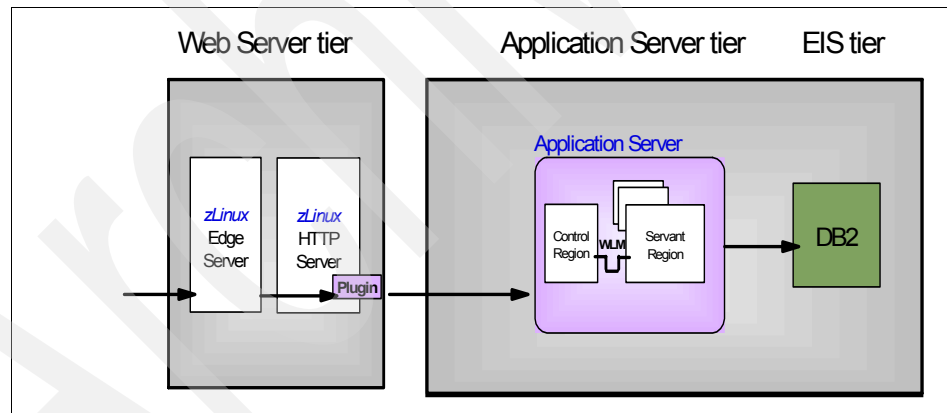 Web Server tier
Application Server tier
EIS tier
Application Server
zLinux
Edge
Server
zLinux
HTTP
Server
Plugin
Control
Region
WLM
Servant
Region
DB2